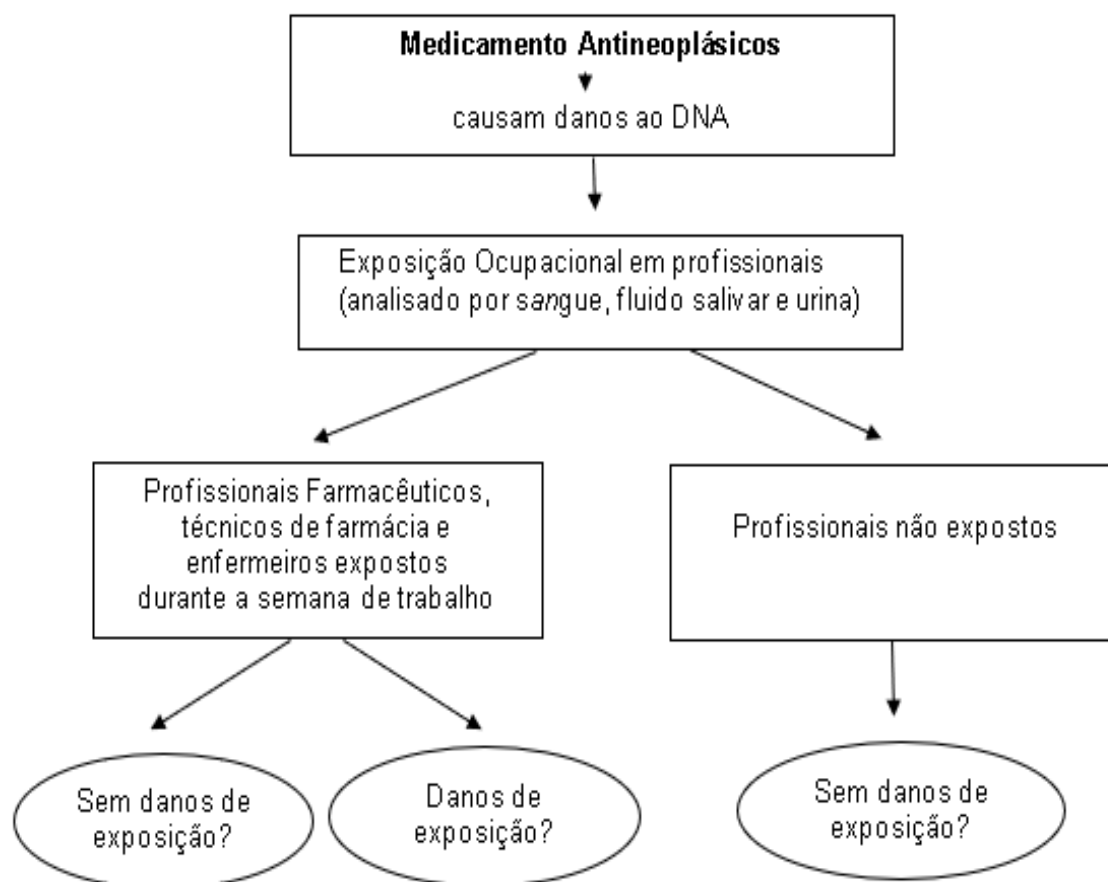 Medicamento Antineoplásicos
causam danos ao DNA
Exposição Ocupacional em profissionais
(analisado por sangue, fluido salivar e urina)
Profissionais Farmacêuticos,
técnicos de farmácia e
enfermeiros expostos
durante a semana de trabalho
Profissionais não expostos
Sem danos de
exposição?
Danos de
exposição?
Sem danos de
exposição?